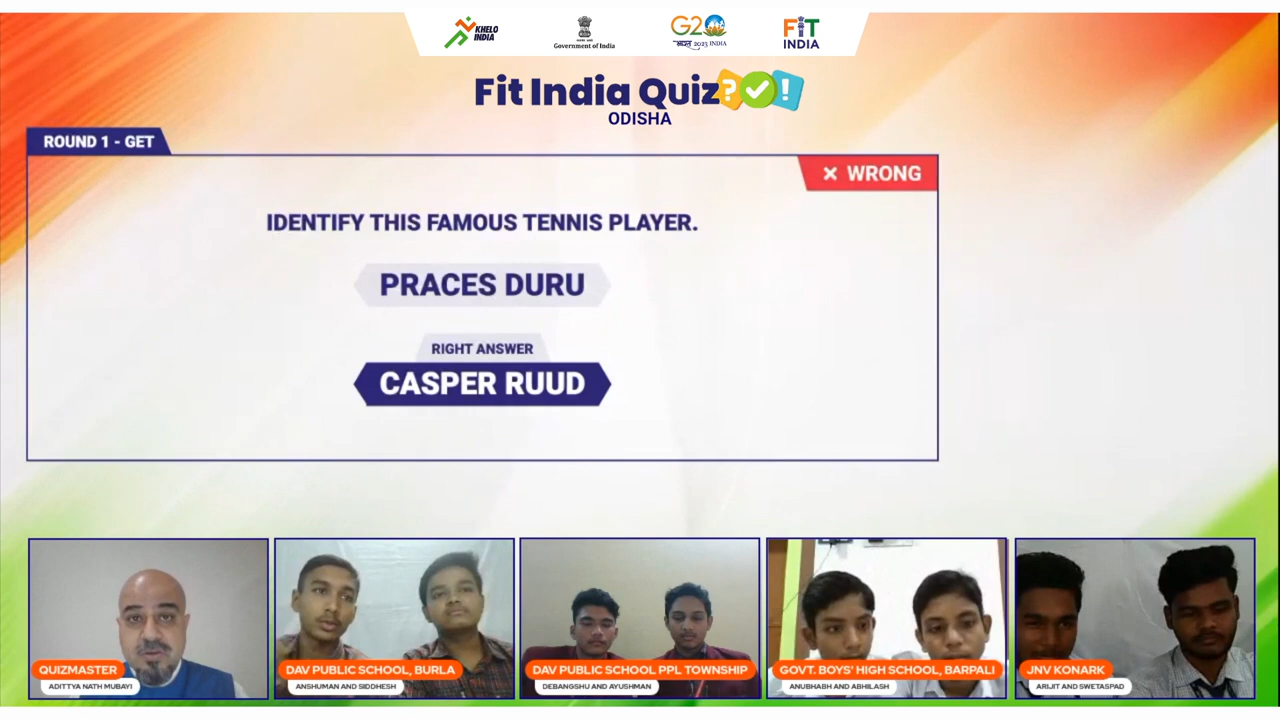 KHELO
INDIA
Government of India
G20
भारत 2023 INDIA
FIT
INDIA
Fit India Quiz?!
ODISHA
ROUND 1 - GET
× WRONG
IDENTIFY THIS FAMOUS TENNIS PLAYER.
PRACES DURU
RIGHT ANSWER
CASPER RUUD
QUIZMASTER
ADITTYA NATH MUBAYI
DAV PUBLIC SCHOOL, BURLA
ANSHUMAN AND SIDDHESH
DAV PUBLIC SCHOOL PPL TOWNSHIP
DEBANGSHU AND AYUSHMAN
GOVT. BOYS' HIGH SCHOOL, BARPALI
ANUBHABH AND ABHILASH
JNV KONARK
ARIJIT AND SWETASPAD